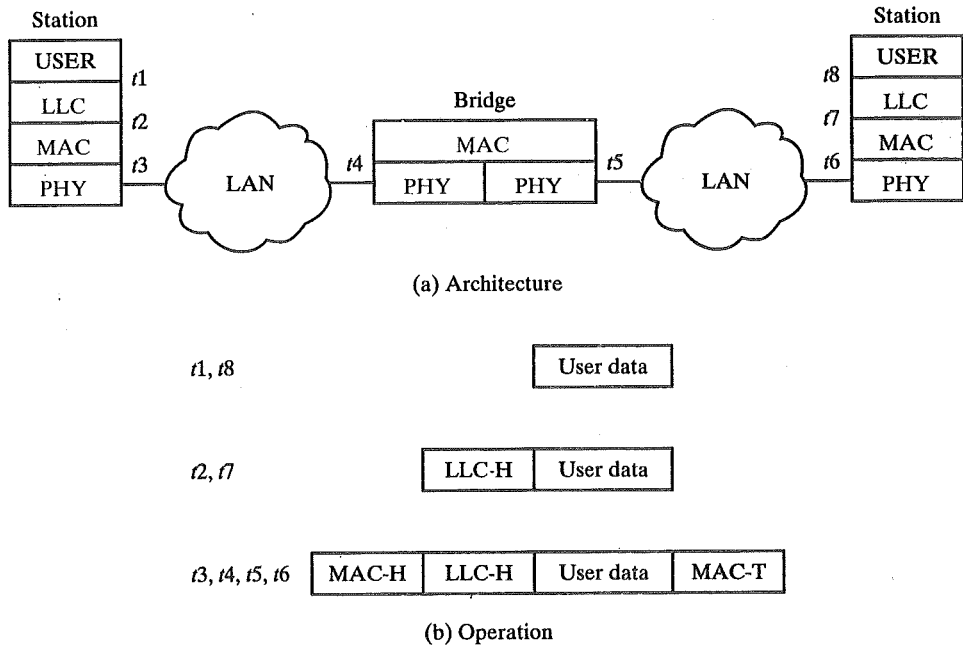 Station
USER
LLC
MAC
PHY
t1
t2
t3
LAN
t4
Bridge
MAC
PHY PHY
t5
LAN
Station
USER
LLC
MAC
PHY
t8
t7
t6
(a) Architecture
t1, t8 User data
t2, t7 LLC-H User data
t3, t4, t5, t6 MAC-H LLC-H User data MAC-T
(b) Operation